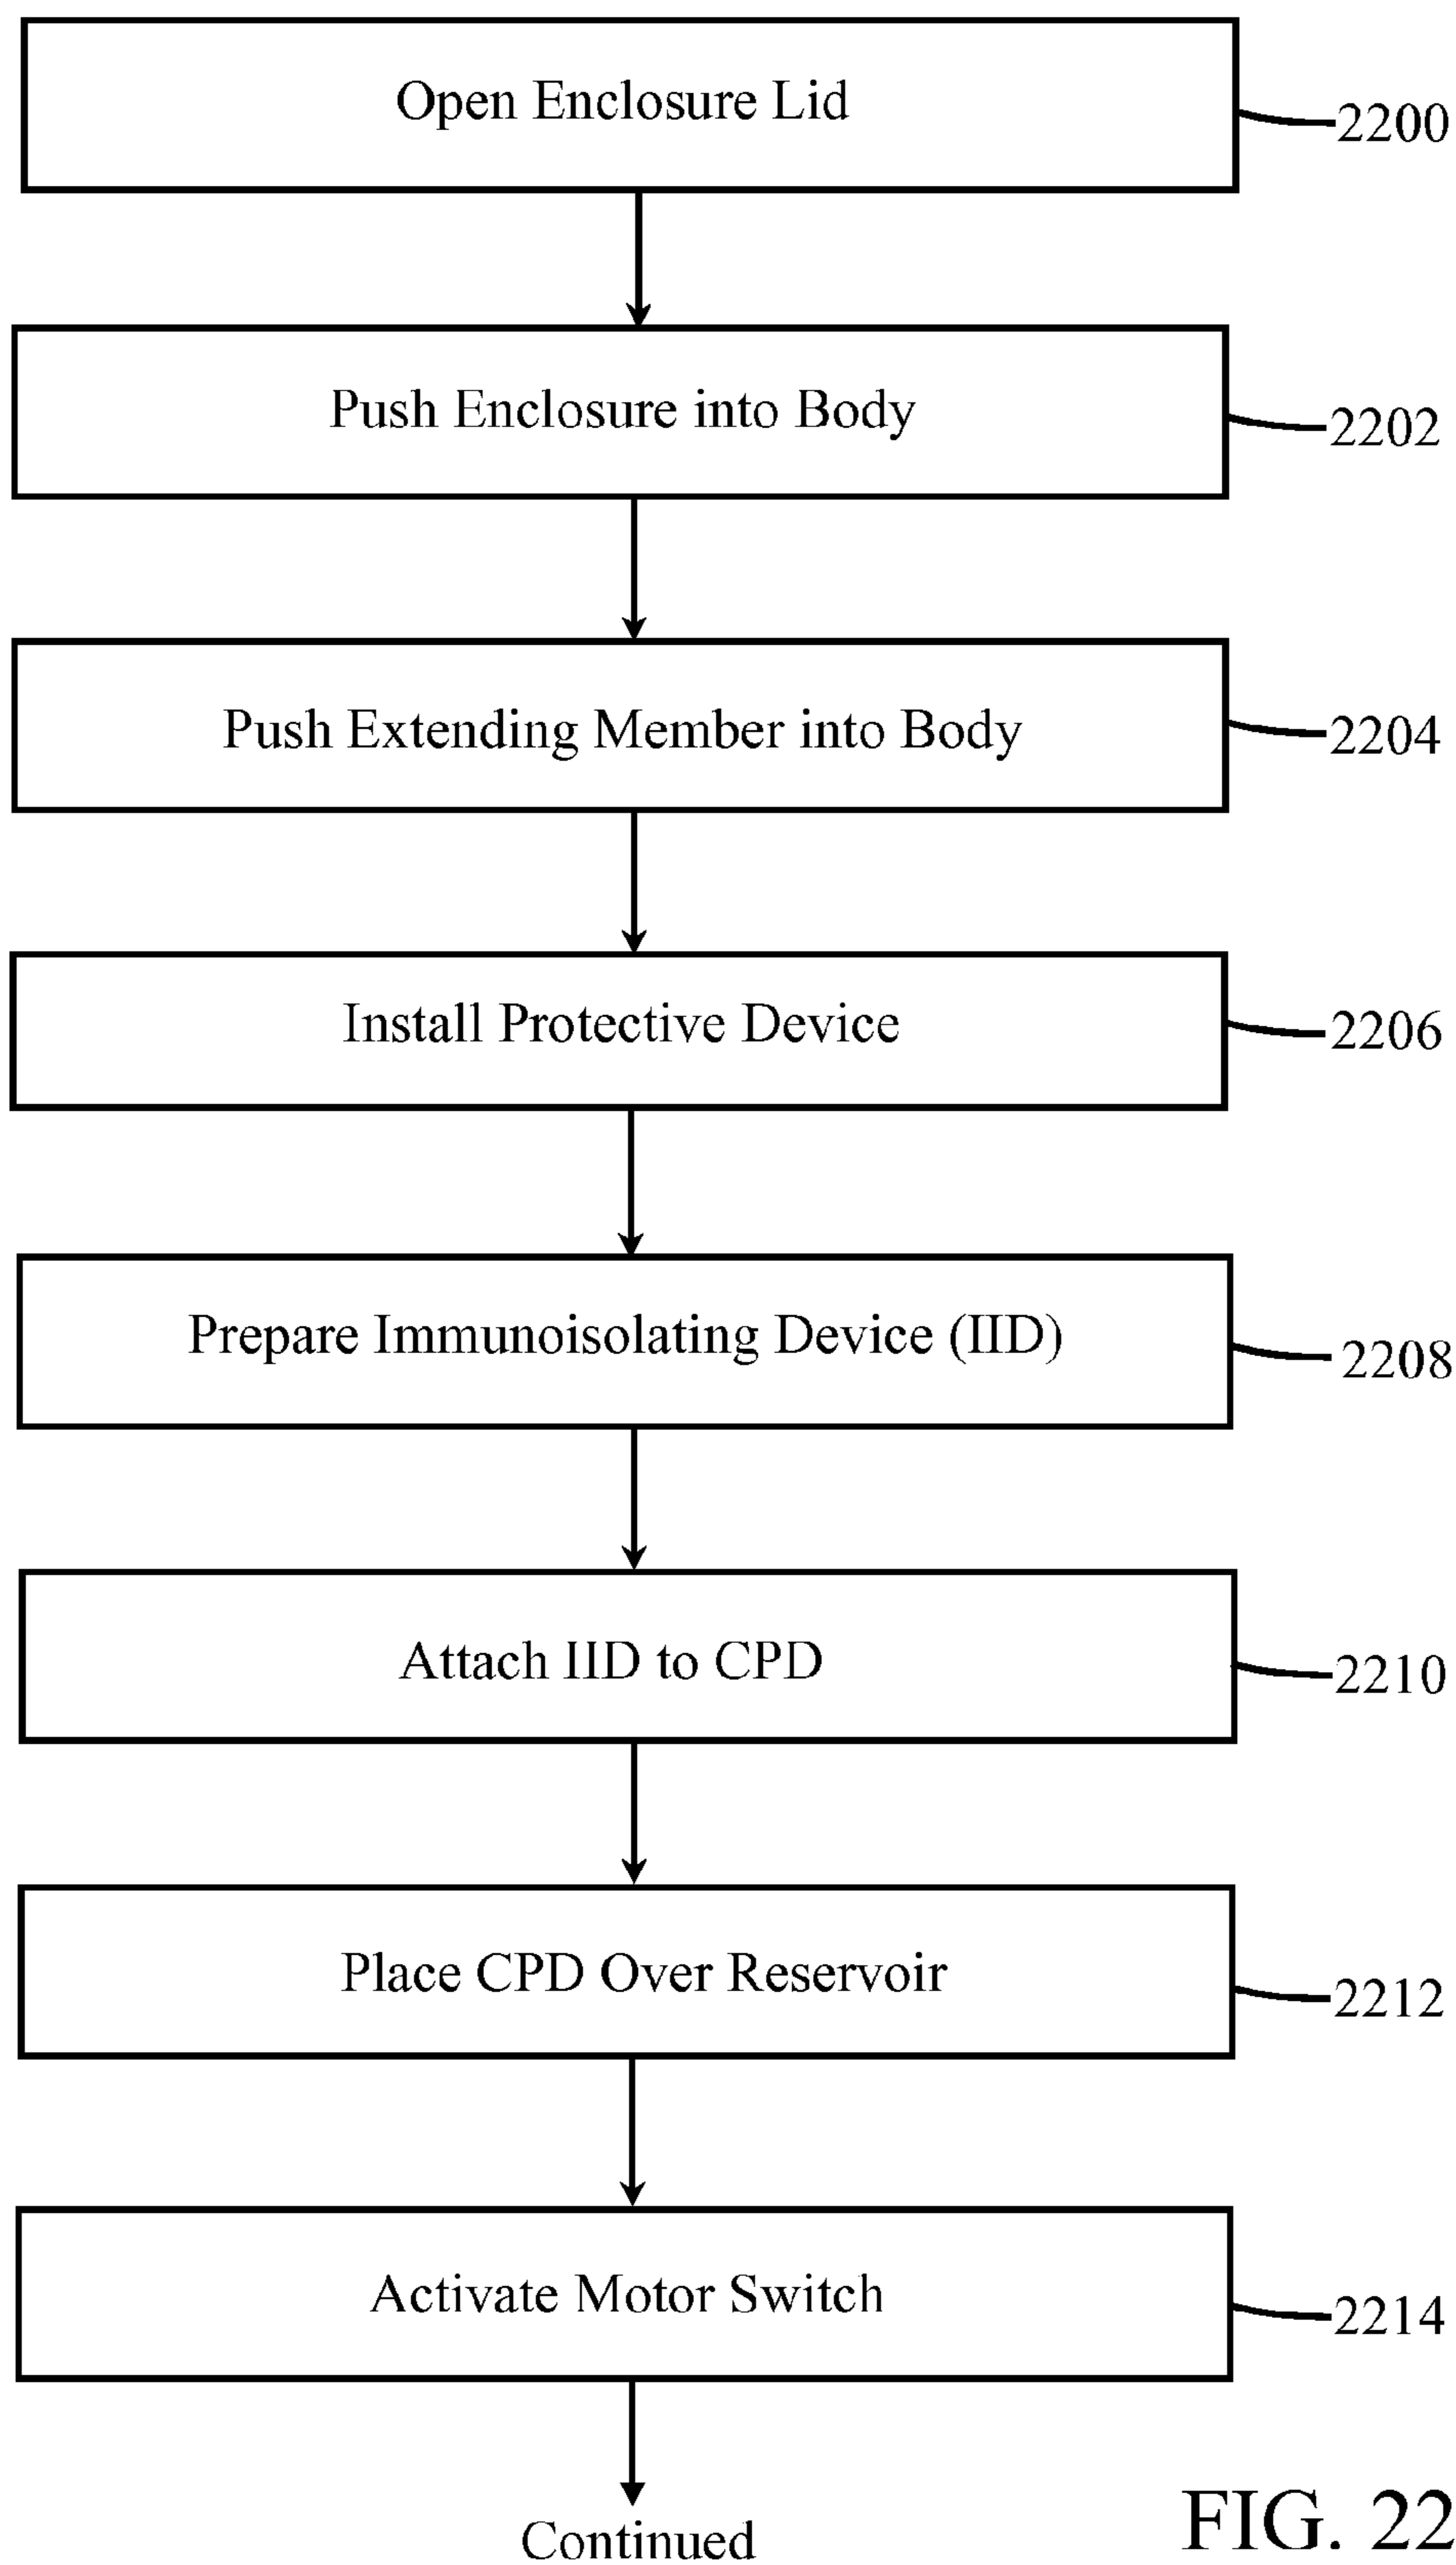 Open Enclosure Lid
2200
Push Enclosure into Body
2202
Push Extending Member into Body
2204
Install Protective Device
2206
Prepare Immunoisolating Device (IID)
2208
Attach IID to CPD
2210
Place CPD Over Reservoir
2212
Activate Motor Switch
2214
Continued
FIG. 22